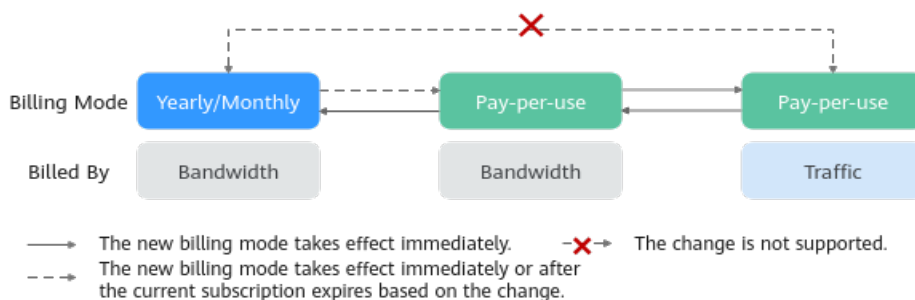 Billing Mode Yearly/Monthly Pay-per-use Pay-per-use
Billed By Bandwidth Bandwidth Traffic
The new billing mode takes effect immediately. The change is not supported.
The new billing mode takes effect immediately or after
the current subscription expires based on the change.